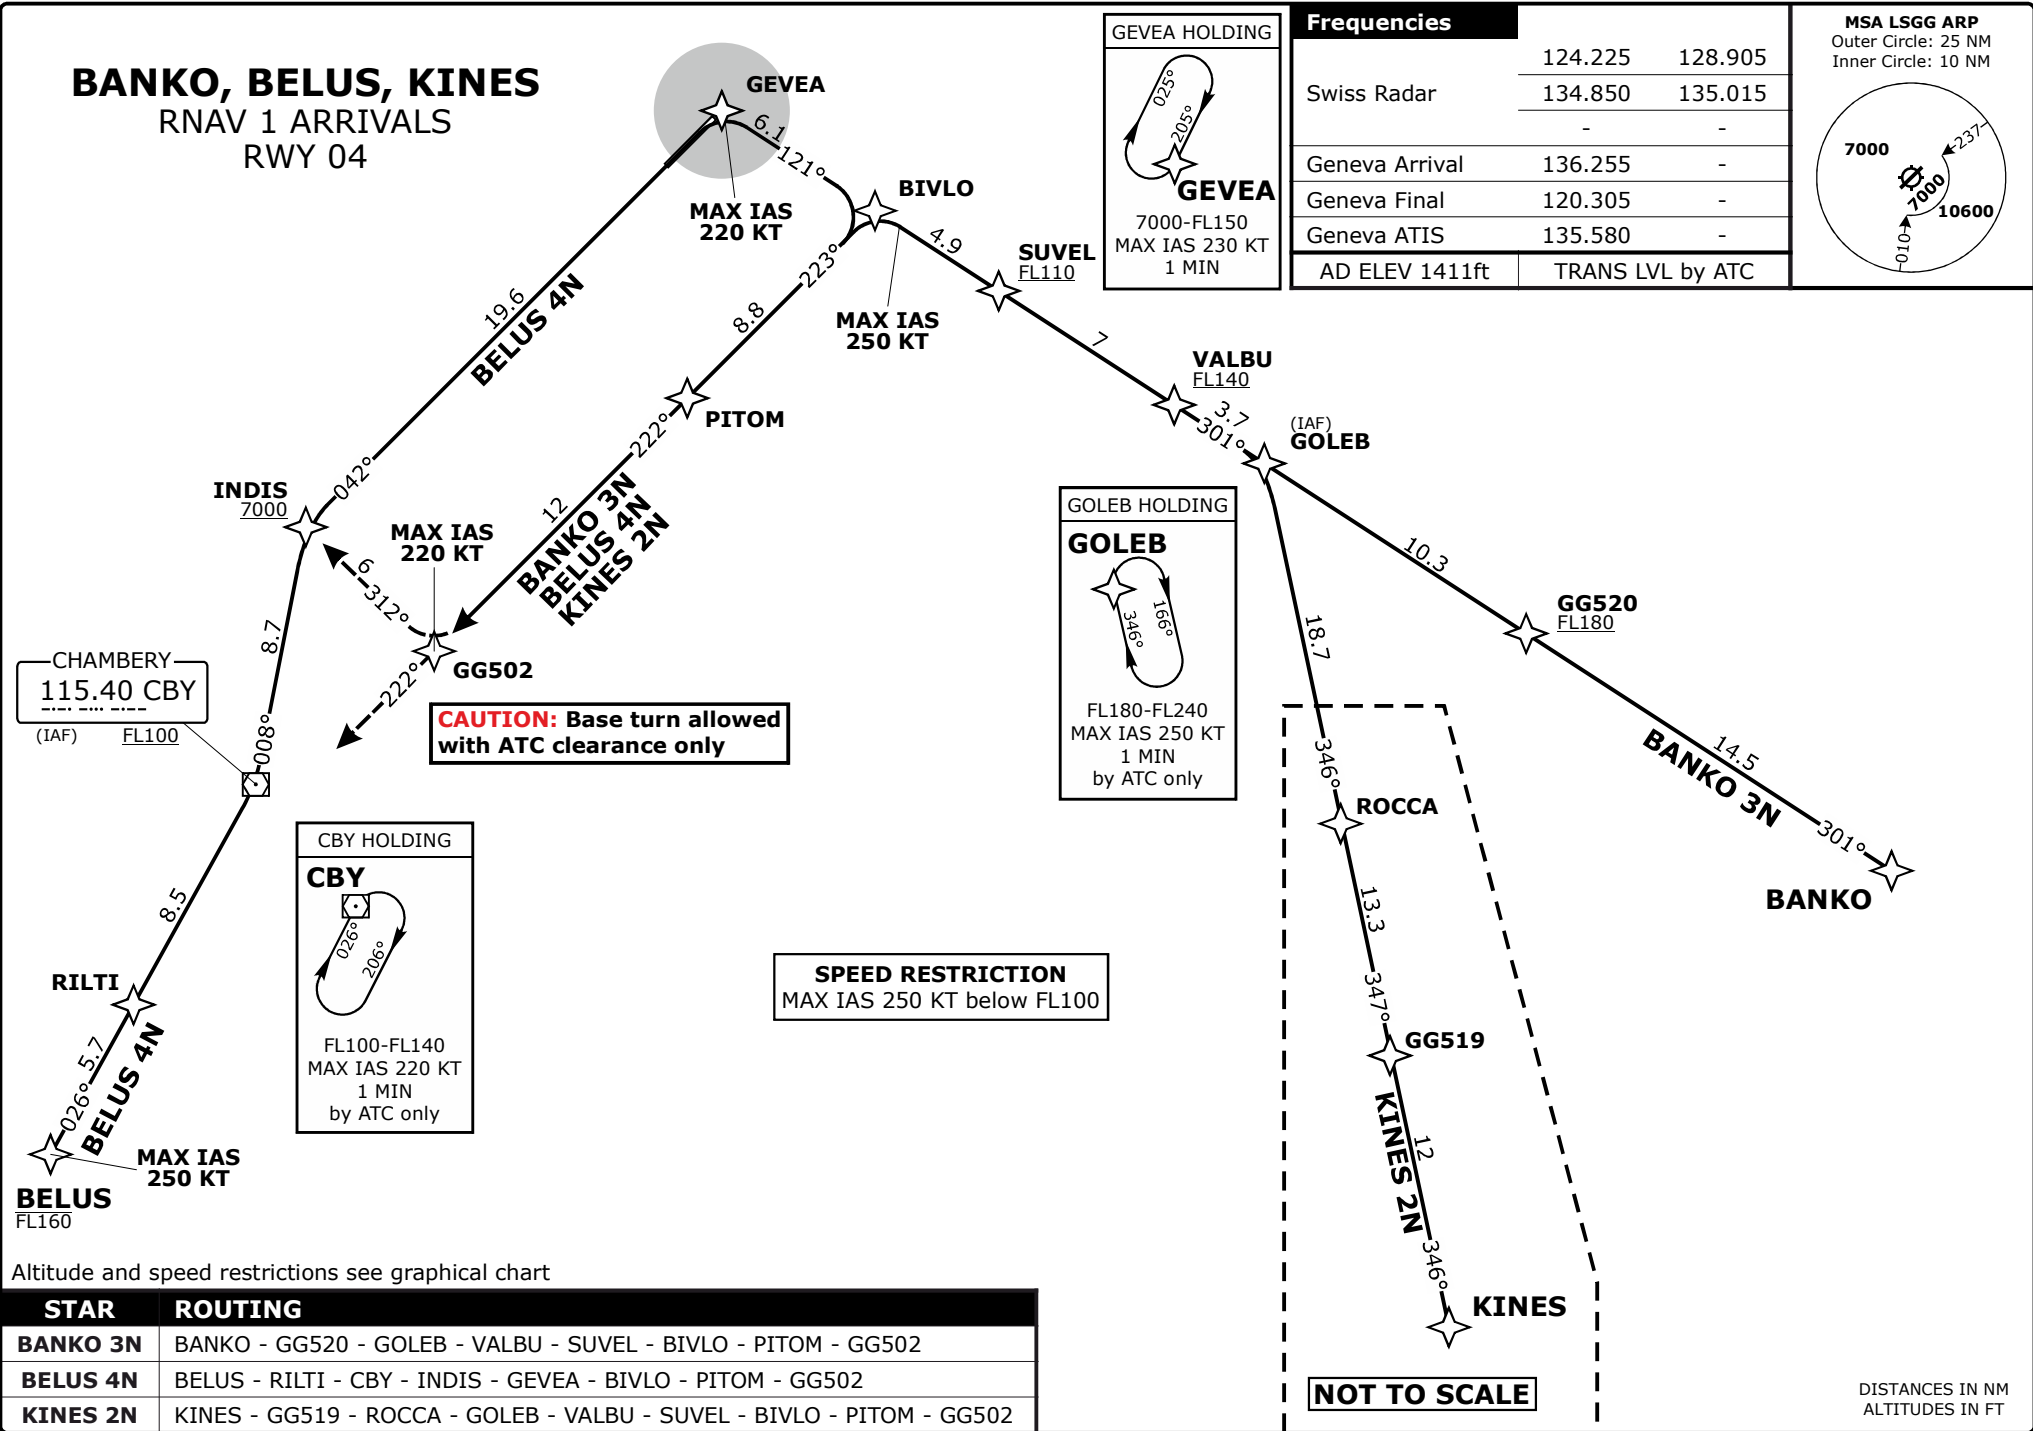 BANKO, BELUS, KINES
RNAV 1 ARRIVALS
RWY 04
GEVEA
6.1
121°
MAX IAS
220 KT
BIVLO
4.9
223°
8.8
MAX IAS
250 KT
SUVEL
FL110
7
VALBU
FL140
3.7
301°
(IAF)
GOLEB
10.3
GG520
FL180
14.5
BANKO 3N
301°
BANKO
19.6
BELUS 4N
PITOM
222°
12
BANKO 3N
BELUS 4N
KINES 2N
042°
INDIS
7000
MAX IAS
220 KT
6
312°
GG502
222°
8.7
CHAMBERY
115.40 CBY
(IAF)
FL100
008°
CAUTION: Base turn allowed
with ATC clearance only
8.5
RILTI
5.7
026°
BELUS 4N
MAX IAS
250 KT
BELUS
FL160
18.7
346°
ROCCA
13.3
347°
GG519
12
KINES 2N
346°
KINES
NOT TO SCALE
GEVEA HOLDING
025°
205°
GEVEA
7000-FL150
MAX IAS 230 KT
1 MIN
GOLEB HOLDING
GOLEB
346°
166°
FL180-FL240
MAX IAS 250 KT
1 MIN
by ATC only
CBY HOLDING
CBY
026°
206°
FL100-FL140
MAX IAS 220 KT
1 MIN
by ATC only
SPEED RESTRICTION
MAX IAS 250 KT below FL100
Frequencies
124.225 128.905
Swiss Radar 134.850 135.015
- -
Geneva Arrival 136.255 -
Geneva Final 120.305 -
Geneva ATIS 135.580 -
AD ELEV 1411ft TRANS LVL by ATC
MSA LSGG ARP
Outer Circle: 25 NM
Inner Circle: 10 NM
7000
237
7000
10600
010
Altitude and speed restrictions see graphical chart
STAR ROUTING
BANKO 3N BANKO - GG520 - GOLEB - VALBU - SUVEL - BIVLO - PITOM - GG502
BELUS 4N BELUS - RILTI - CBY - INDIS - GEVEA - BIVLO - PITOM - GG502
KINES 2N KINES - GG519 - ROCCA - GOLEB - VALBU - SUVEL - BIVLO - PITOM - GG502
DISTANCES IN NM
ALTITUDES IN FT